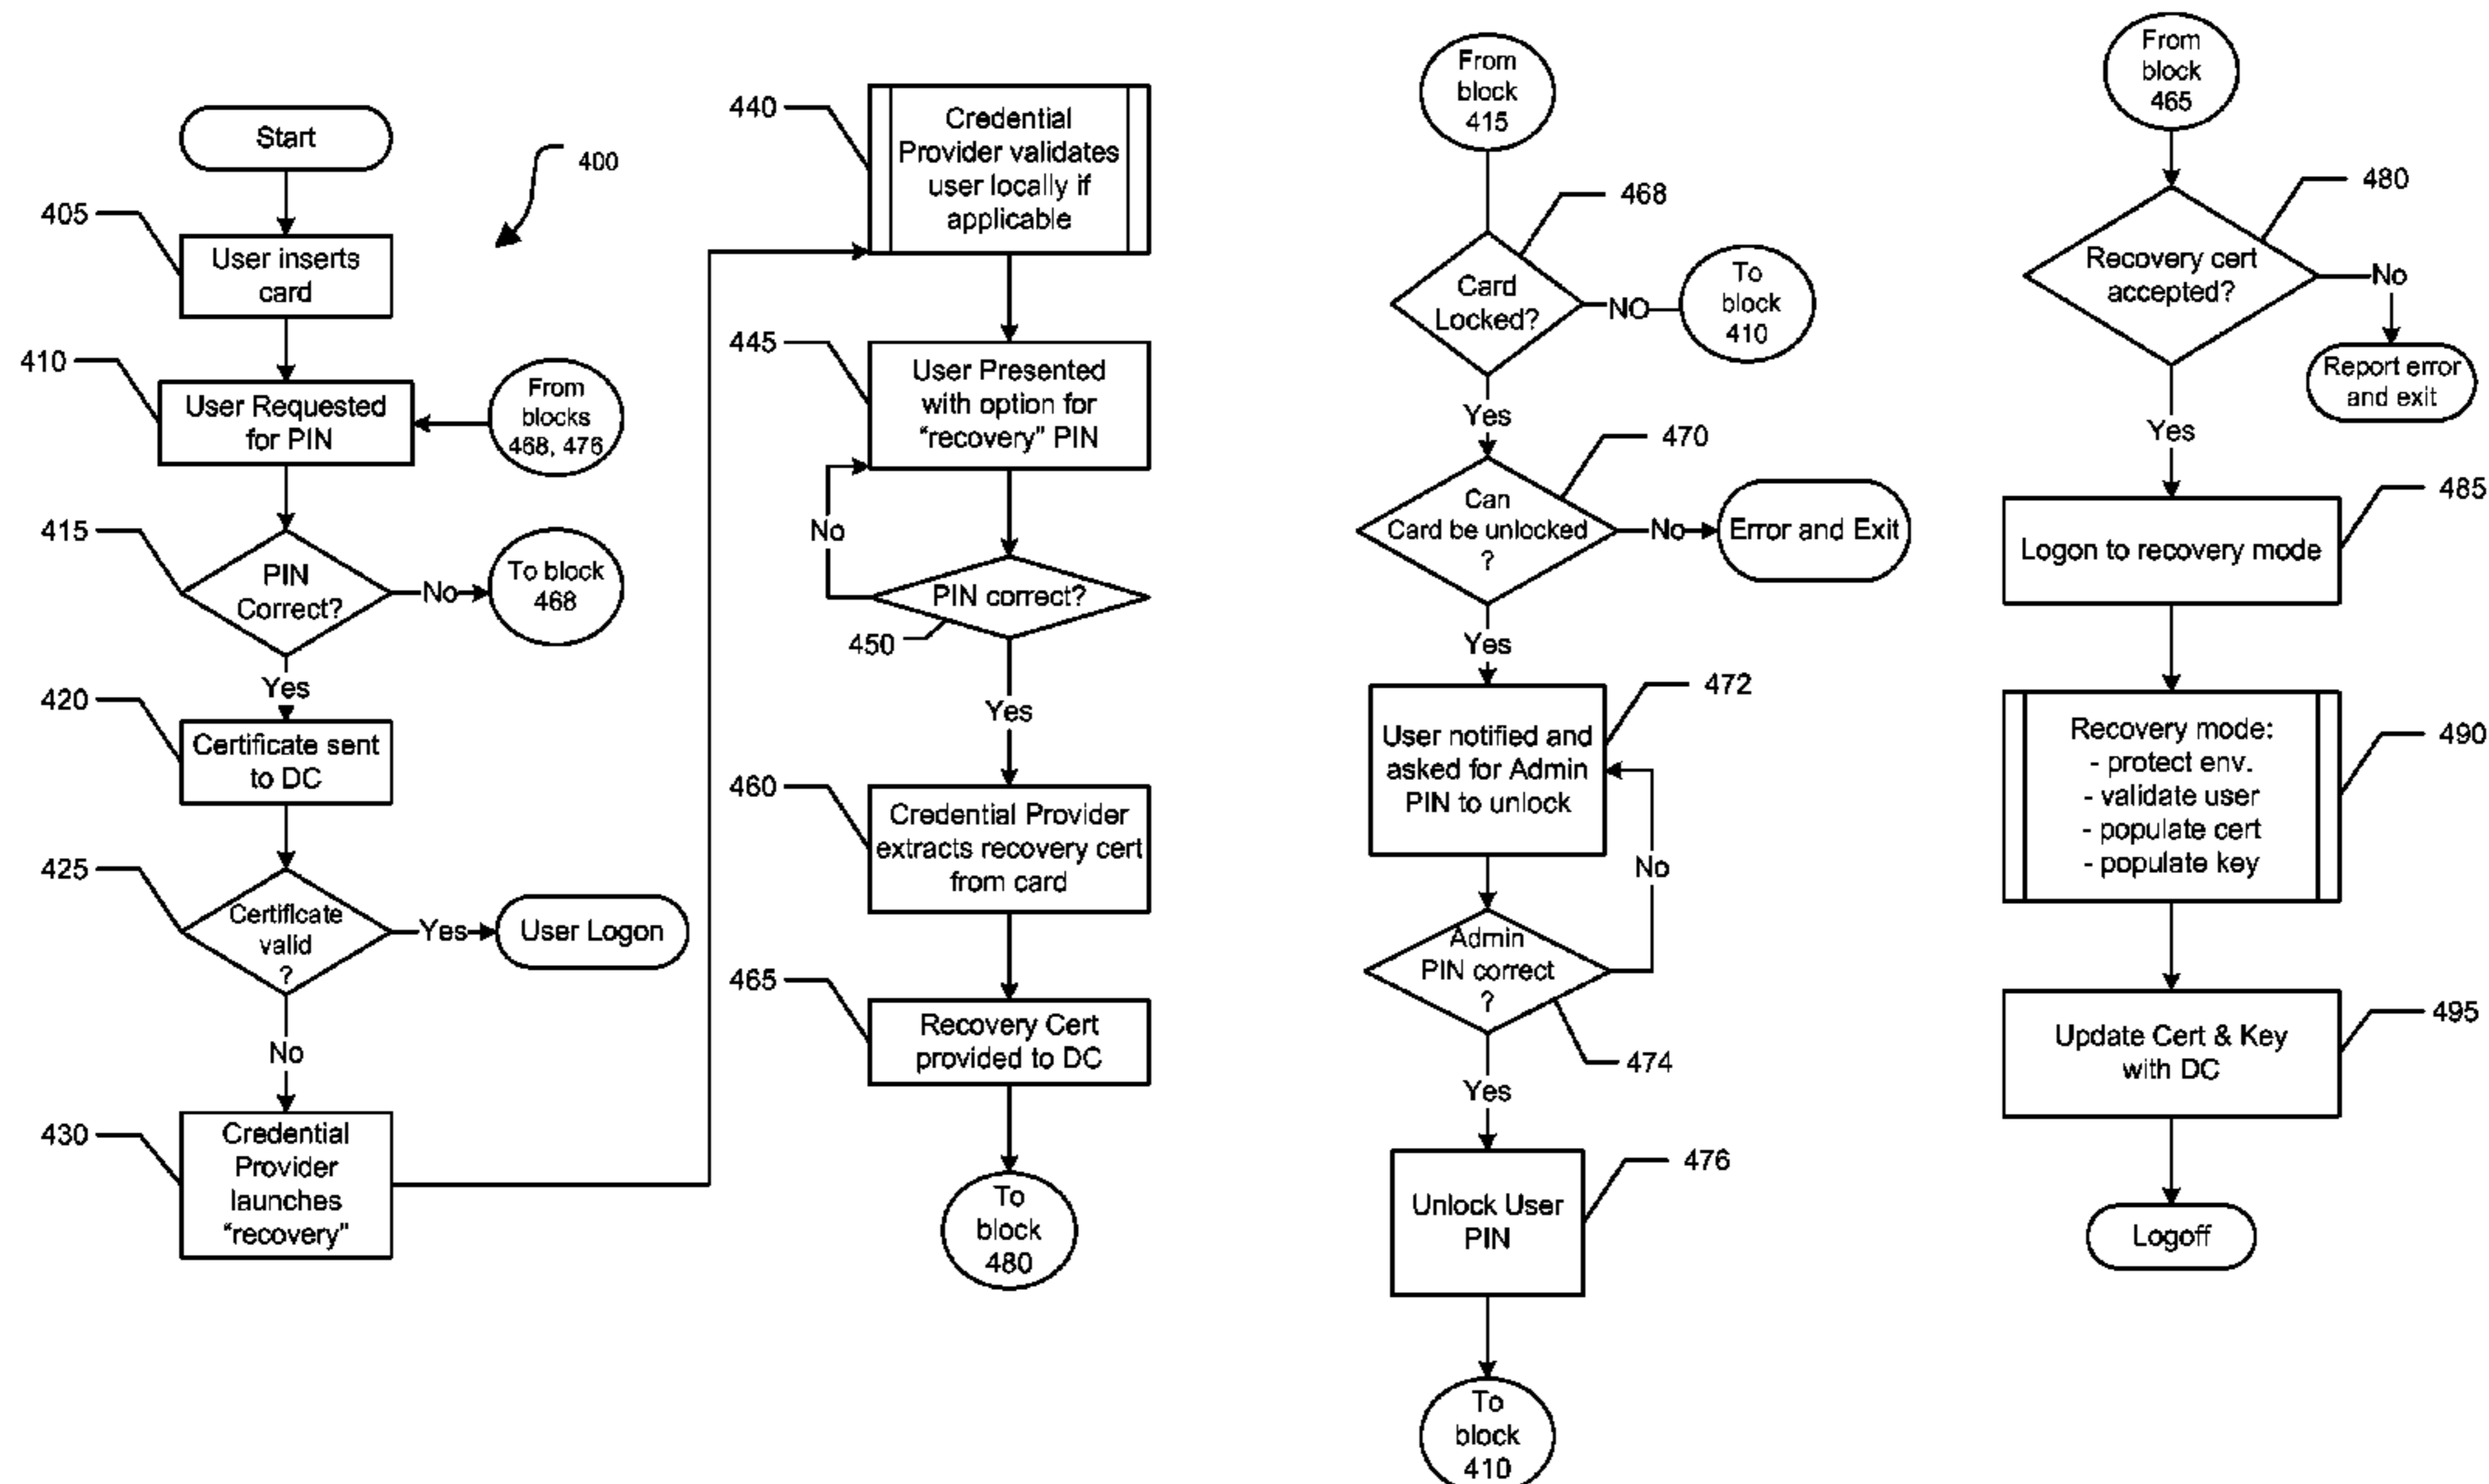 Start
400
405
User inserts
card
410
User Requested
for PIN
From
blocks
468, 476
415
PIN
Correct?
No
To block
468
Yes
420
Certificate sent
to DC
425
Certificate
valid
?
Yes
User Logon
No
430
Credential
Provider
launches
“recovery”
440
Credential
Provider validates
user locally if
applicable
445
User Presented
with option for
“recovery” PIN
No
PIN correct?
450
Yes
460
Credential Provider
extracts recovery cert
from card
465
Recovery Cert
provided to DC
To
block
480
From
block
415
468
Card
Locked?
NO
To
block
410
Yes
470
Can
Card be unlocked
?
No
Error and Exit
Yes
472
User notified and
asked for Admin
PIN to unlock
No
Admin
PIN correct
?
474
Yes
476
Unlock User
PIN
To
block
410
From
block
465
480
Recovery cert
accepted?
No
Report error
and exit
Yes
485
Logon to recovery mode
490
Recovery mode:
- protect env.
- validate user
- populate cert
- populate key
495
Update Cert & Key
with DC
Logoff